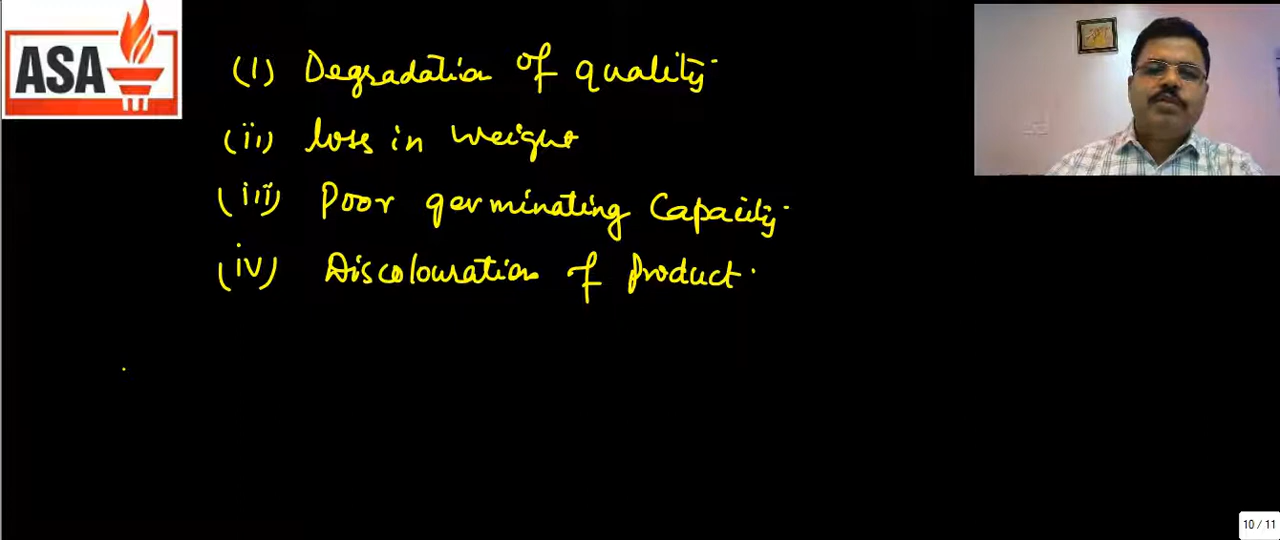 ASA
(i) Degradation of quality
(ii) loss in weight
(iii) Poor germinating Capacity
(iv) Discolouration of product.
10 / 11